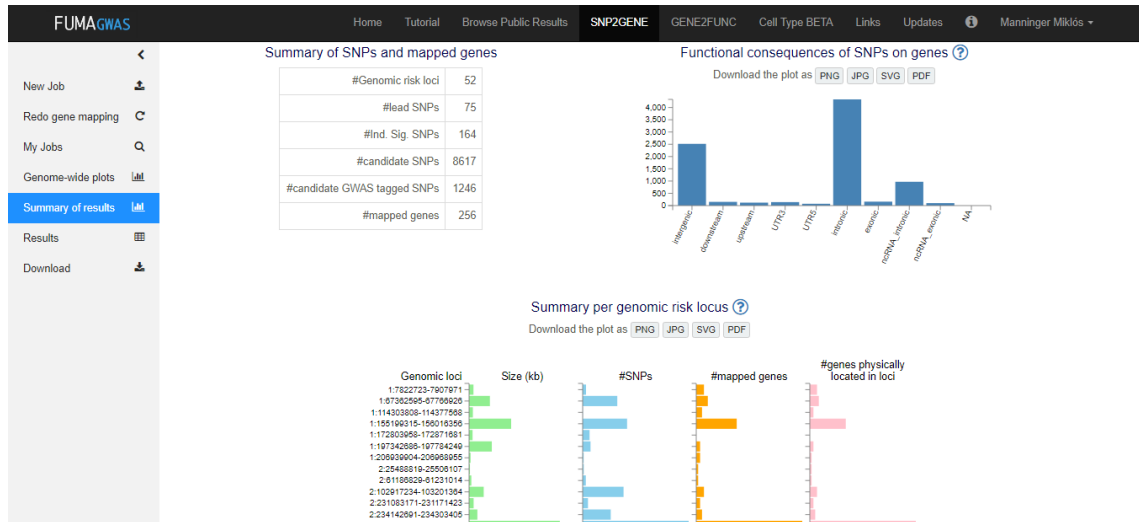 FUMAGWAS
Home Tutorial Browse Public Results SNP2GENE GENE2FUNC Cell Type BETA Links Updates Manninger Miklós
New Job
Redo gene mapping
My Jobs
Genome-wide plots
Summary of results
Results
Download
Summary of SNPs and mapped genes
#Genomic risk loci 52
#lead SNPs 75
#Ind. Sig. SNPs 164
#candidate SNPs 8617
#candidate GWAS tagged SNPs 1246
#mapped genes 256
Functional consequences of SNPs on genes ?
Download the plot as PNG JPG SVG PDF
4,000
3,500
3,000
2,500
2,000
1,500
1,000
500
0
intergenic downstream upstream UTR3 UTR5 intronic exonic ncRNA_intronic ncRNA_exonic NA
Summary per genomic risk locus ?
Download the plot as PNG JPG SVG PDF
Genomic loci Size (kb) #SNPs #mapped genes #genes physically
located in loci
1:7822723-7907971
1:67362595-67766926
1:114303808-114377568
1:155199315-156016356
1:172803958-172871681
1:197342686-197784249
1:206939904-206968955
2:25488819-25506107
2:61186829-61231014
2:102917234-103201364
2:231083171-231171423
2:234142691-234303405